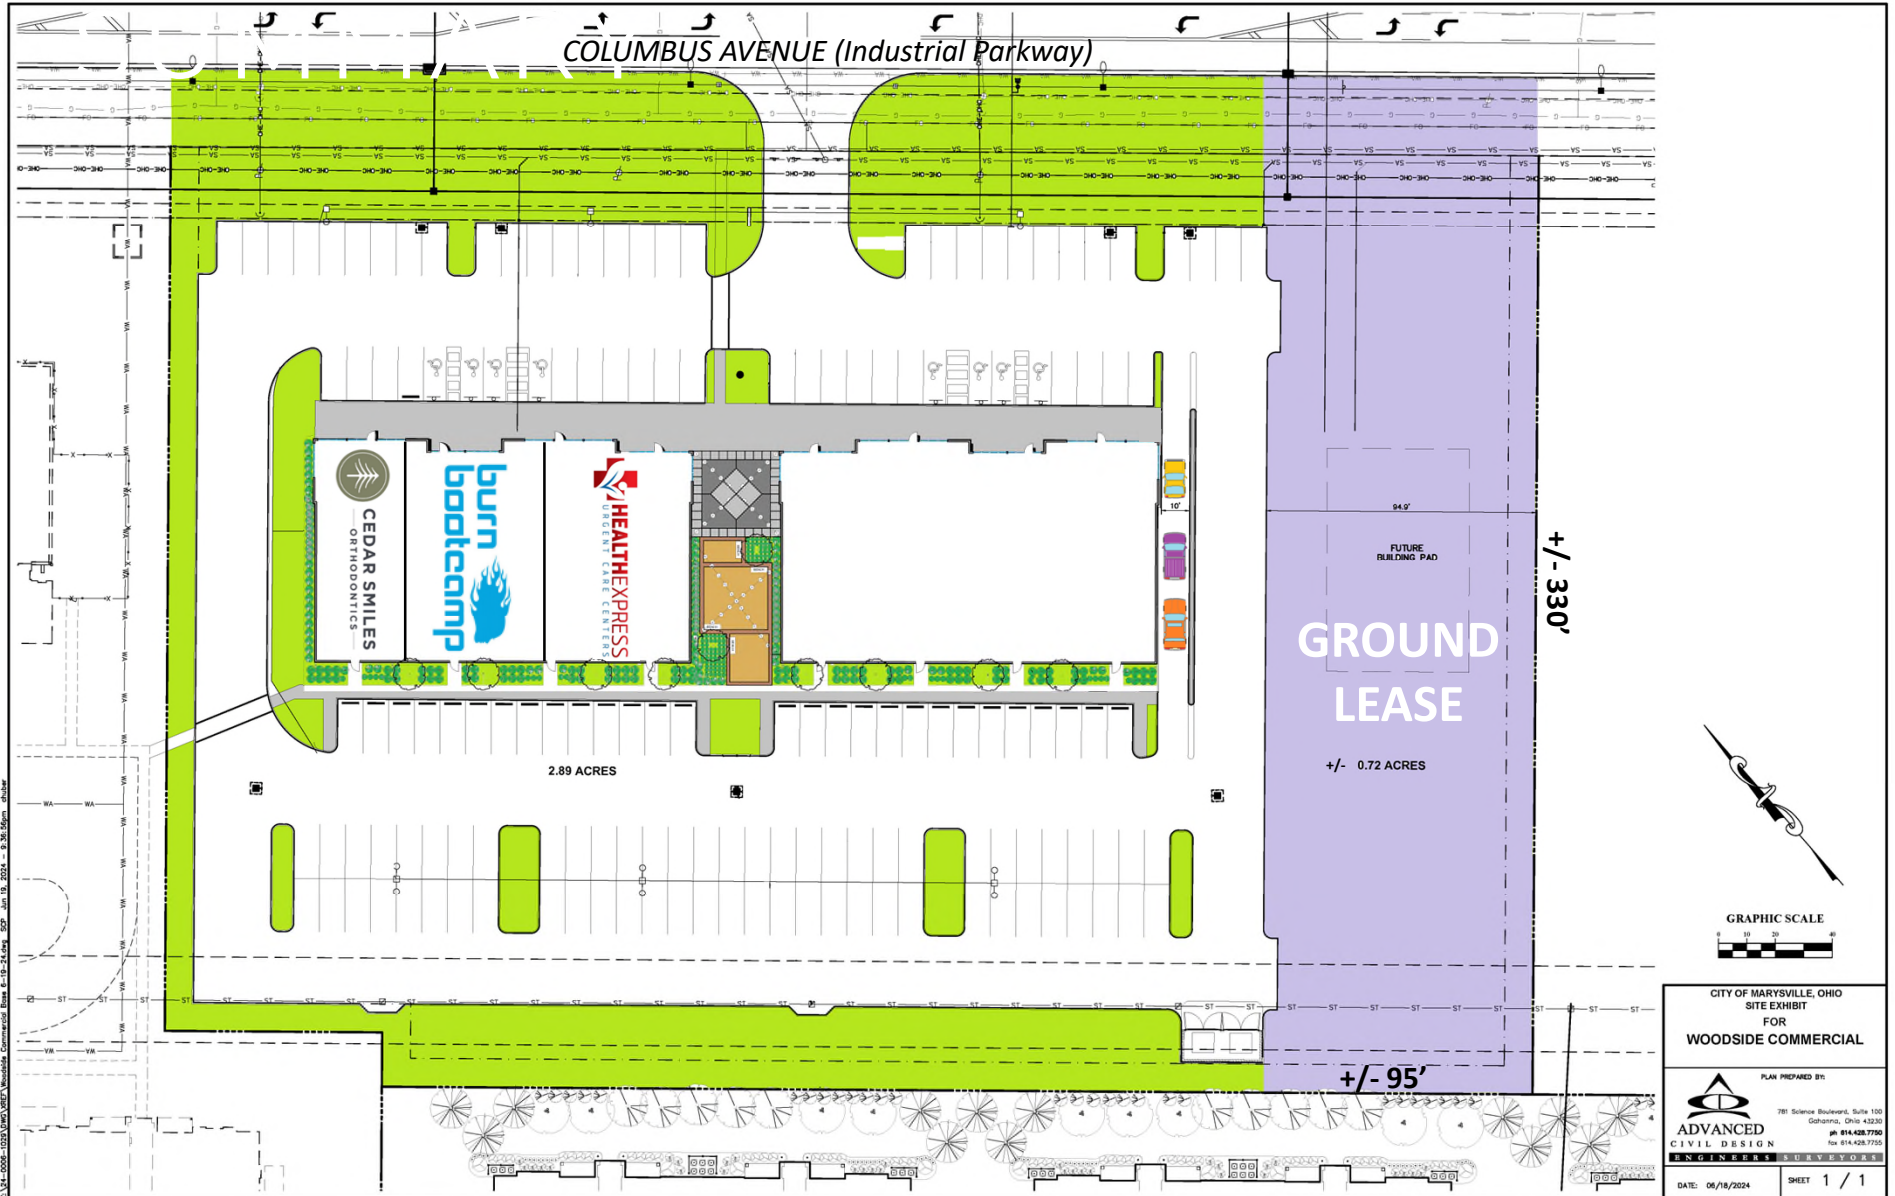 COLUMBUS AVENUE (Industrial Parkway)
CEDAR SMILES
ORTHODONTICS
burn
bootcamp
HEALTHEXPRESS
URGENT CARE CENTERS
10'
94.9'
FUTURE
BUILDING PAD
+/- 330'
GROUND
LEASE
+/- 0.72 ACRES
2.89 ACRES
+/- 95'
GRAPHIC SCALE
0 10 20 40
CITY OF MARYSVILLE, OHIO
SITE EXHIBIT
FOR
WOODSIDE COMMERCIAL
PLAN PREPARED BY:
781 Science Boulevard, Suite 100
Gahanna, Ohio 43230
ph 614.428.7750
fax 614.428.7755
ADVANCED
CIVIL DESIGN
ENGINEERS SURVEYORS
DATE: 06/18/2024
SHEET 1 / 1